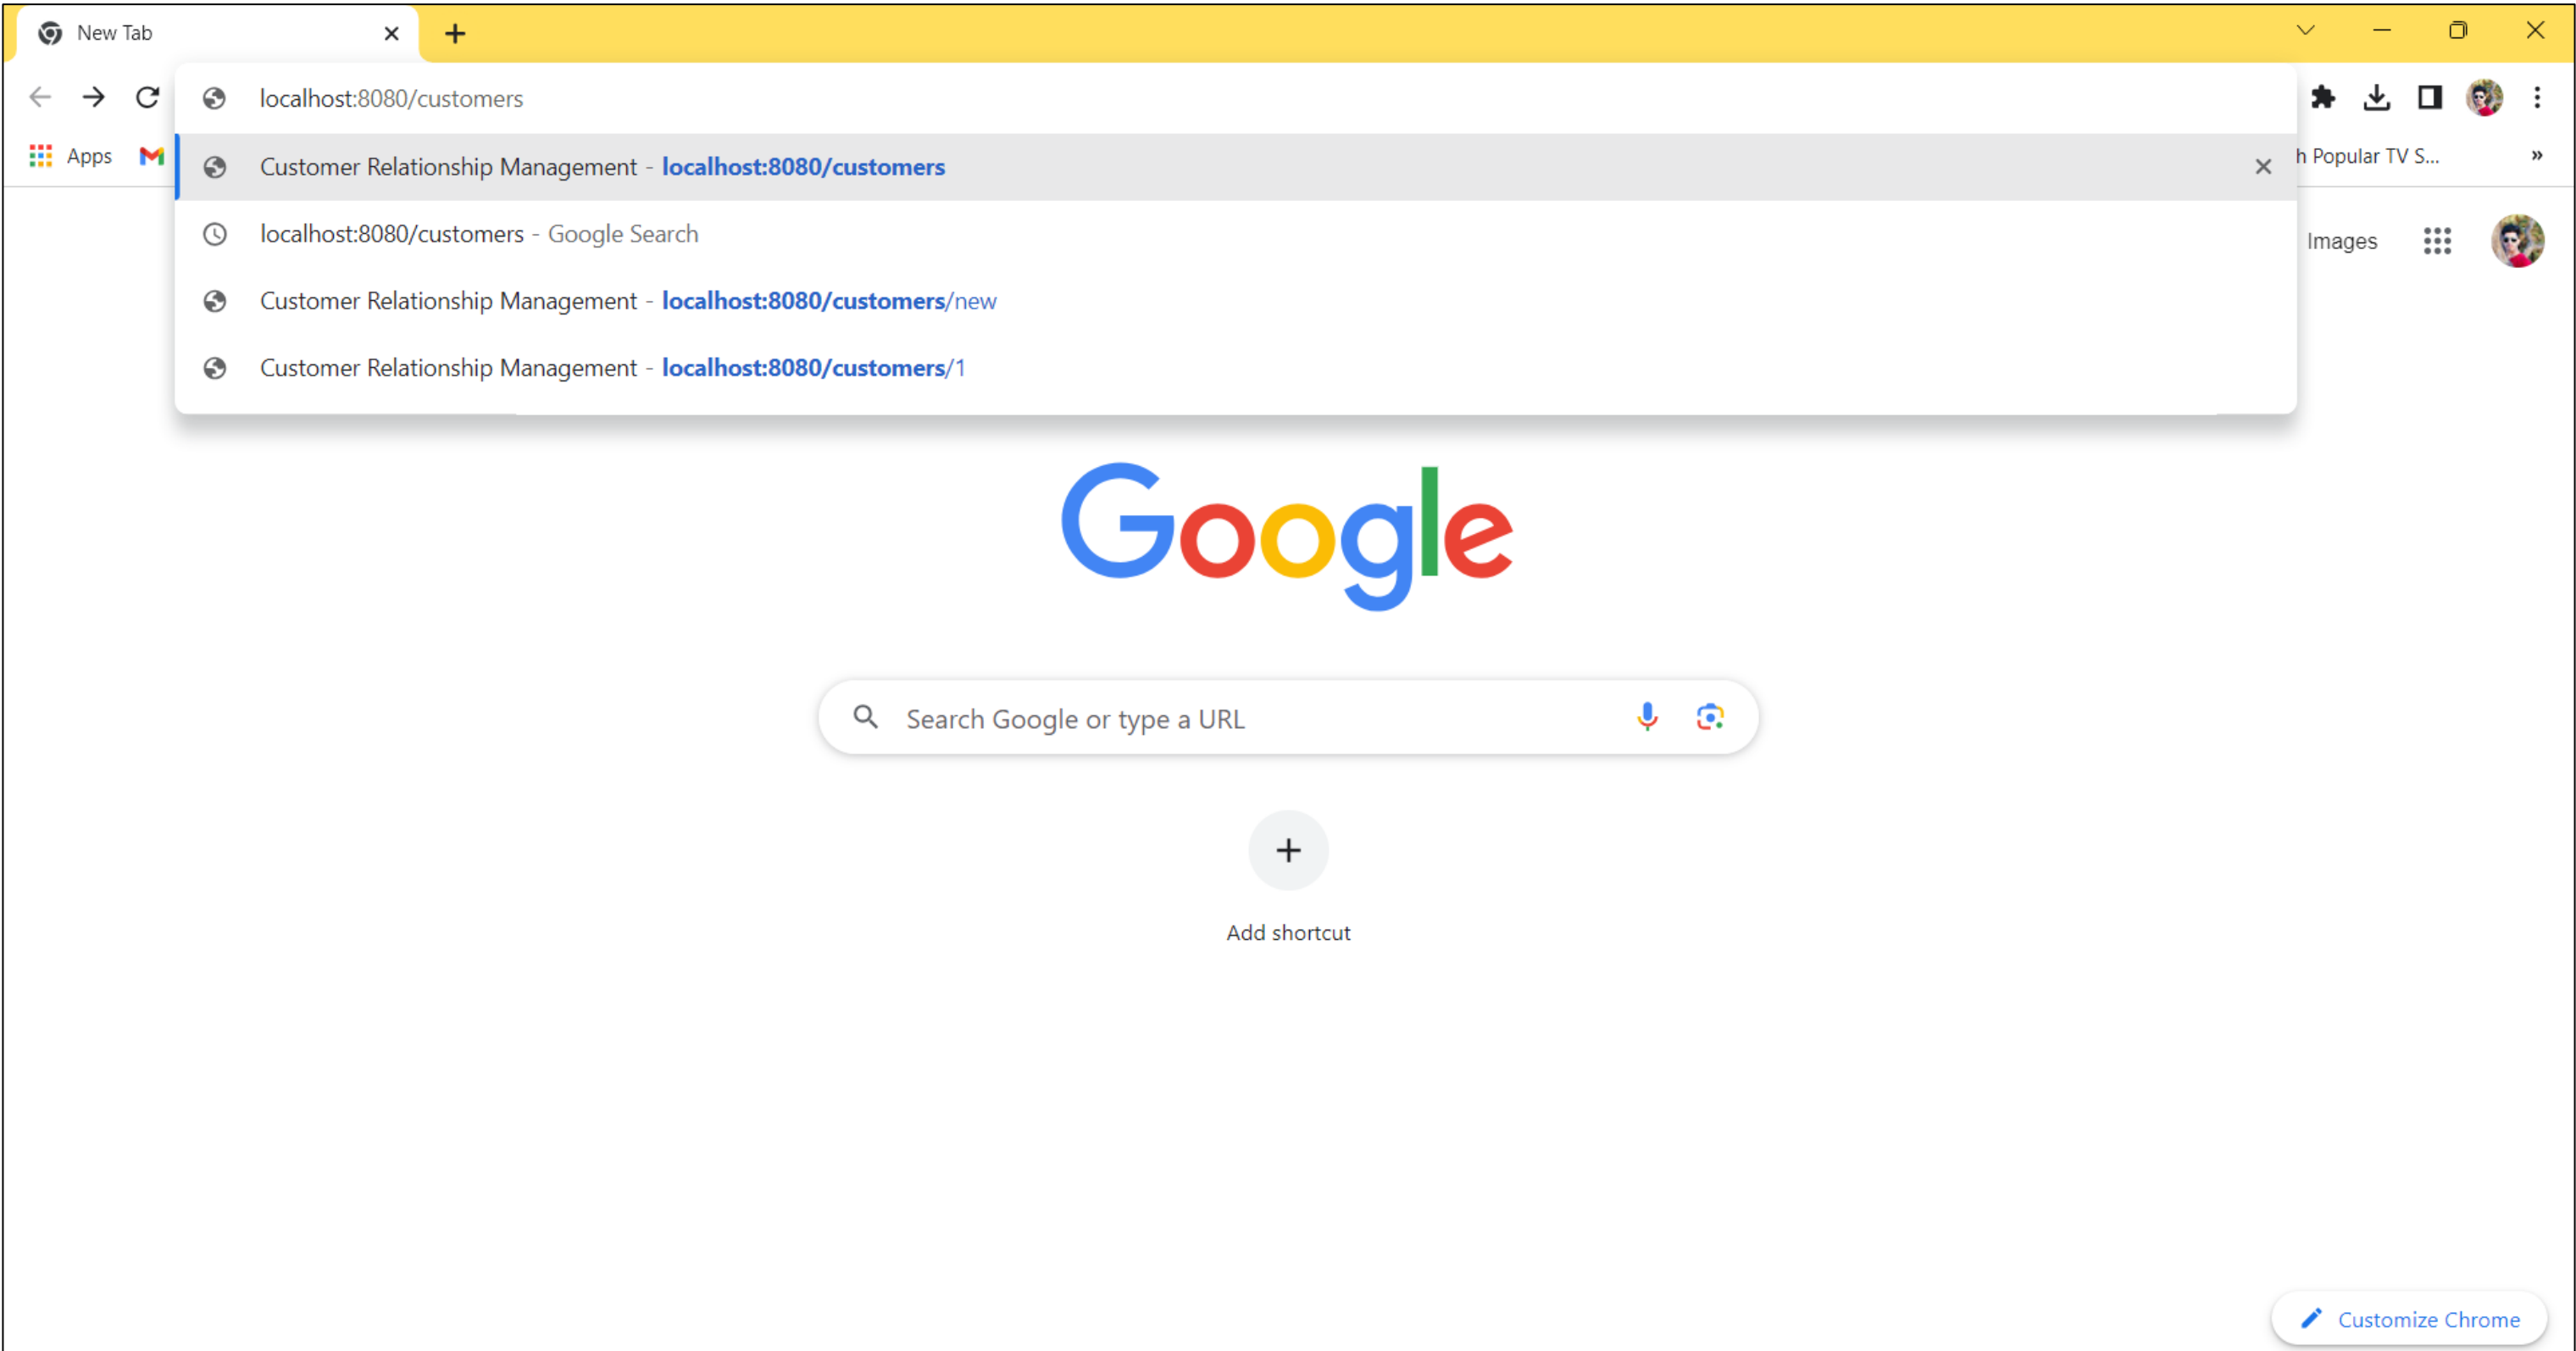 New Tab
localhost:8080/customers
Apps
Customer Relationship Management - localhost:8080/customers
h Popular TV S...
»
localhost:8080/customers - Google Search
Images
Customer Relationship Management - localhost:8080/customers/new
Customer Relationship Management - localhost:8080/customers/1
Google
Search Google or type a URL
Add shortcut
Customize Chrome